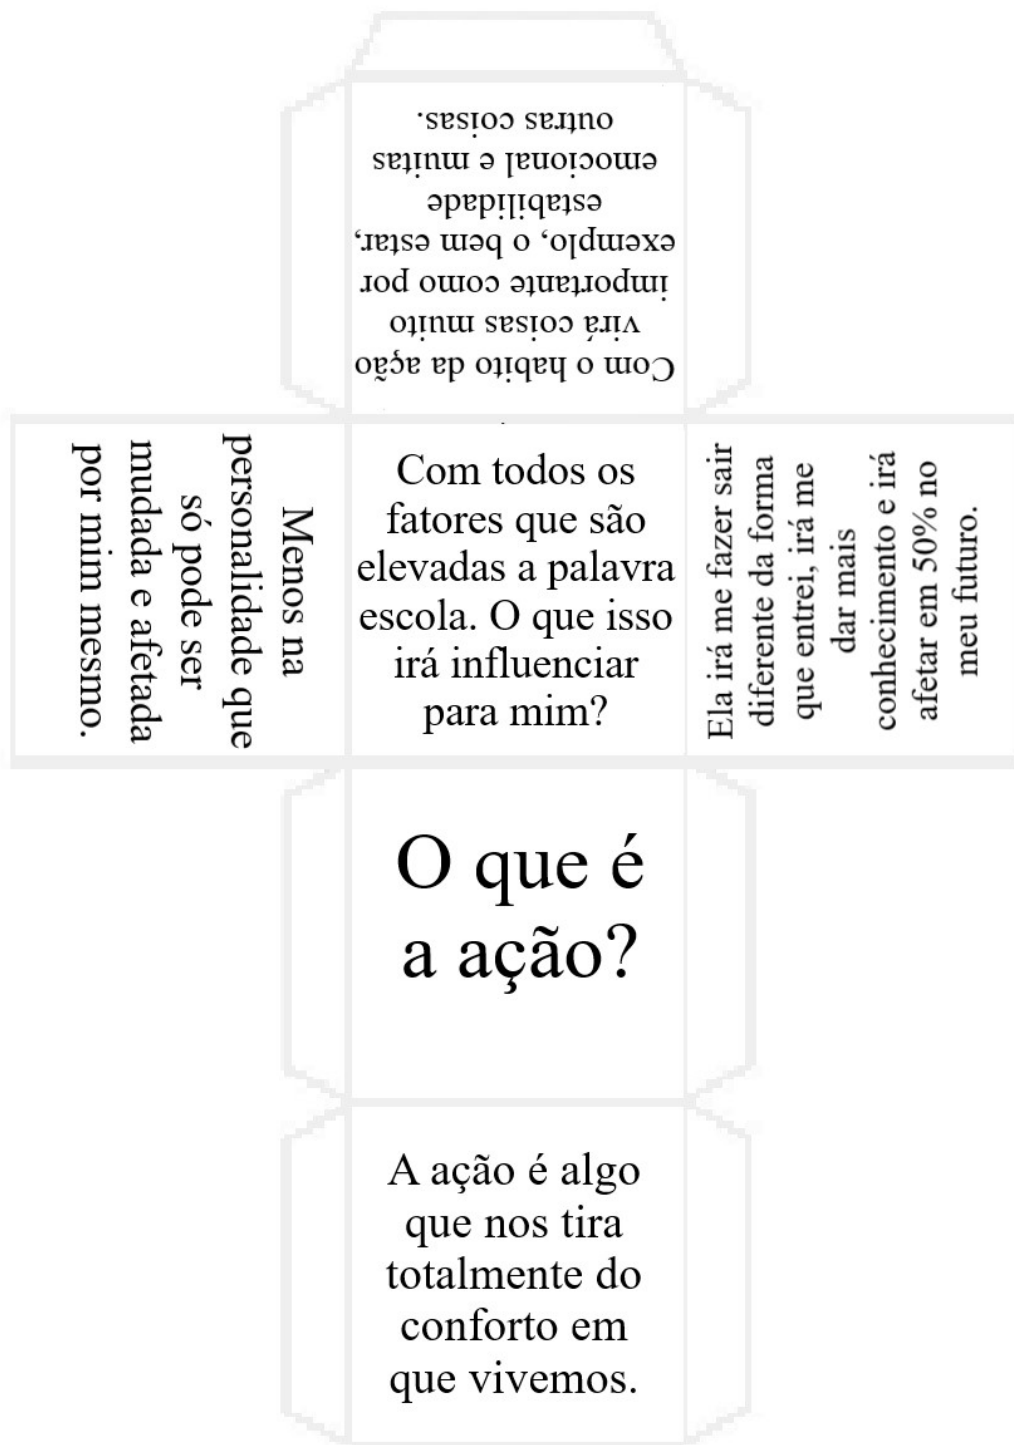 Com o habito da ação
virá coisas muito
importante como por
exemplo, o bem estar,
estabilidade
emocional e muitas
outras coisas.
Menos na
personalidade que
só pode ser
mudada e afetada
por mim mesmo.
Com todos os
fatores que são
elevadas a palavra
escola. O que isso
irá influenciar
para mim?
Ela irá me fazer sair
diferente da forma
que entrei, irá me
dar mais
conhecimento e irá
afetar em 50% no
meu futuro.
O que é
a ação?
A ação é algo
que nos tira
totalmente do
conforto em
que vivemos.